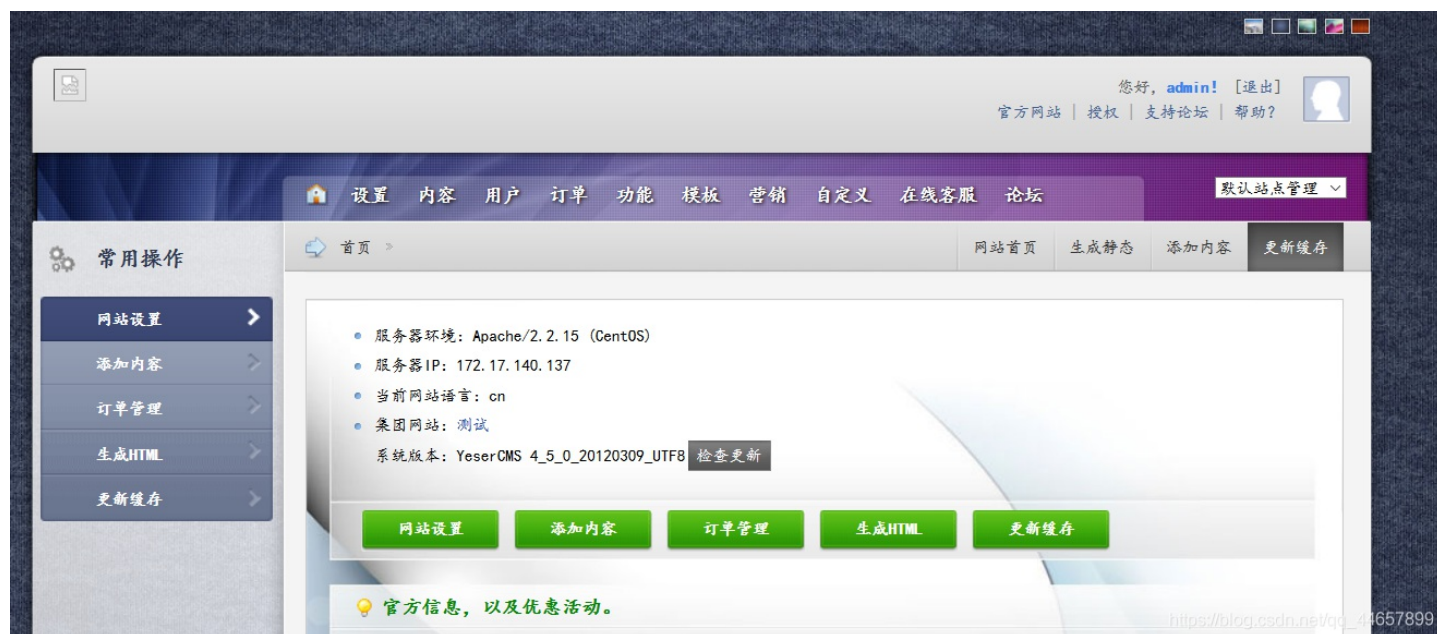 您好, admin! [退出]
官方网站 | 授权 | 支持论坛 | 帮助?
设置 内容 用户 订单 功能 模板 营销 自定义 在线客服 论坛 默认站点管理
常用操作 首页 > 网站首页 生成静态 添加内容 更新缓存
网站设置
添加内容
订单管理
生成HTML
更新缓存
服务器环境: Apache/2.2.15 (CentOS)
服务器IP: 172.17.140.137
当前网站语言: cn
集团网站: 测试
系统版本: YeserCMS 4_5_0_20120309_UTF8 检查更新
网站设置 添加内容 订单管理 生成HTML 更新缓存
官方信息, 以及优惠活动。
https://blog.csdn.net/qq_44657899